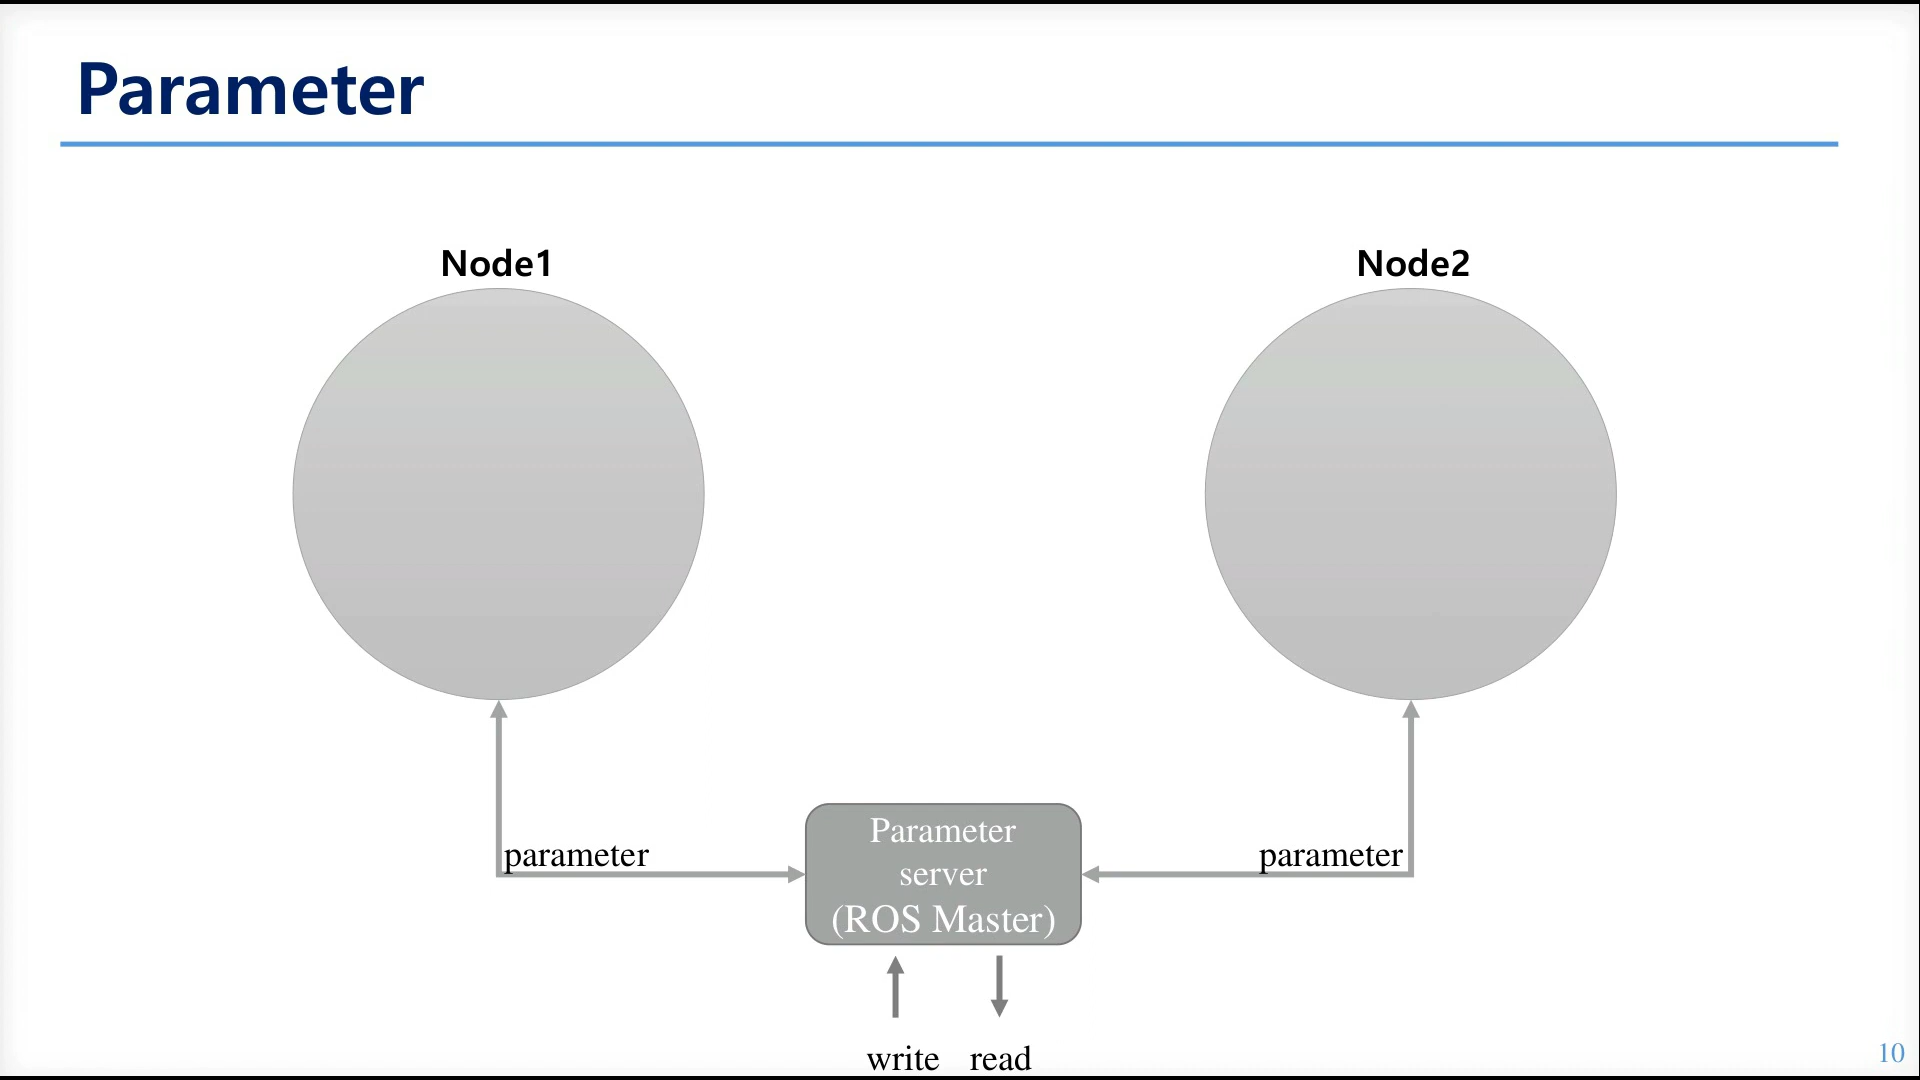 Parameter
Node1
Node2
parameter
parameter
Parameter
server
(ROS Master)
write read
10